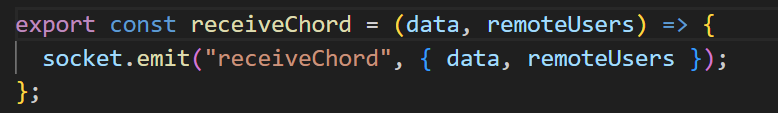 export const receiveChord = (data, remoteUsers) => {
  socket.emit("receiveChord", { data, remoteUsers });
};